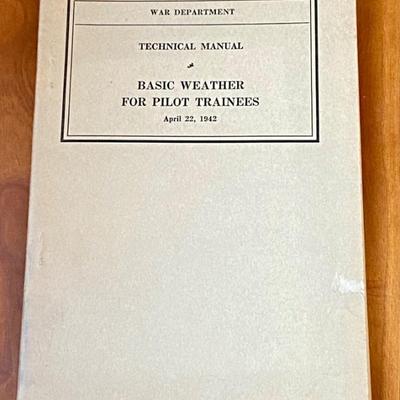 WAR DEPARTMENT
TECHNICAL MANUAL
BASIC WEATHER
FOR PILOT TRAINEES
April 22, 1942